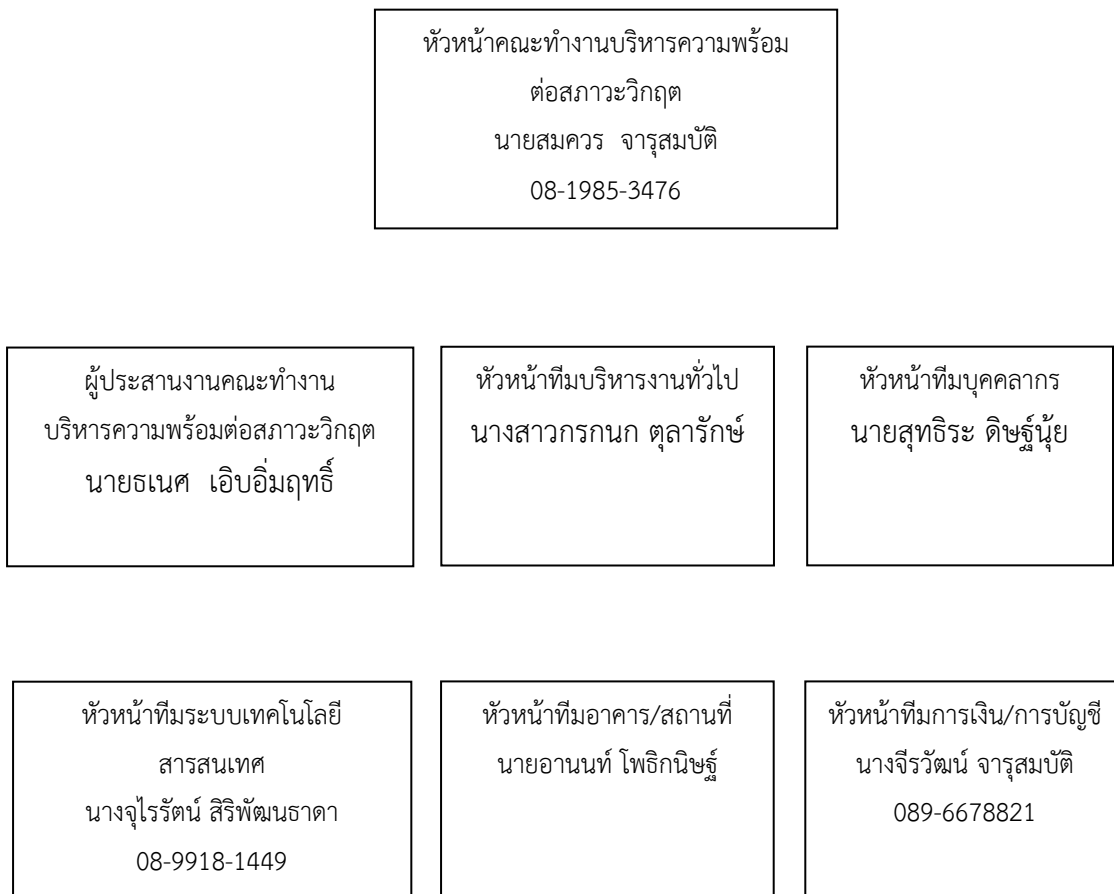 หัวหน้าคณะทำงานบริหารความพร้อม
ต่อสภาวะวิกฤต
นายสมควร  จารุสมบัติ
08-1985-3476
ผู้ประสานงานคณะทำงาน
บริหารความพร้อมต่อสภาวะวิกฤต
นายธเนศ  เอิบอิ่มฤทธิ์
หัวหน้าทีมบริหารงานทั่วไป
นางสาวกรกนก ตุลารักษ์
หัวหน้าทีมบุคคลากร
นายสุทธิระ ดิษฐ์นุ้ย
หัวหน้าทีมระบบเทคโนโลยี
สารสนเทศ
นางจุไรรัตน์ สิริพัฒนธาดา
08-9918-1449
หัวหน้าทีมอาคาร/สถานที่
นายอานนท์ โพธิกนิษฐ์
หัวหน้าทีมการเงิน/การบัญชี
นางจีรวัฒน์ จารุสมบัติ
089-6678821